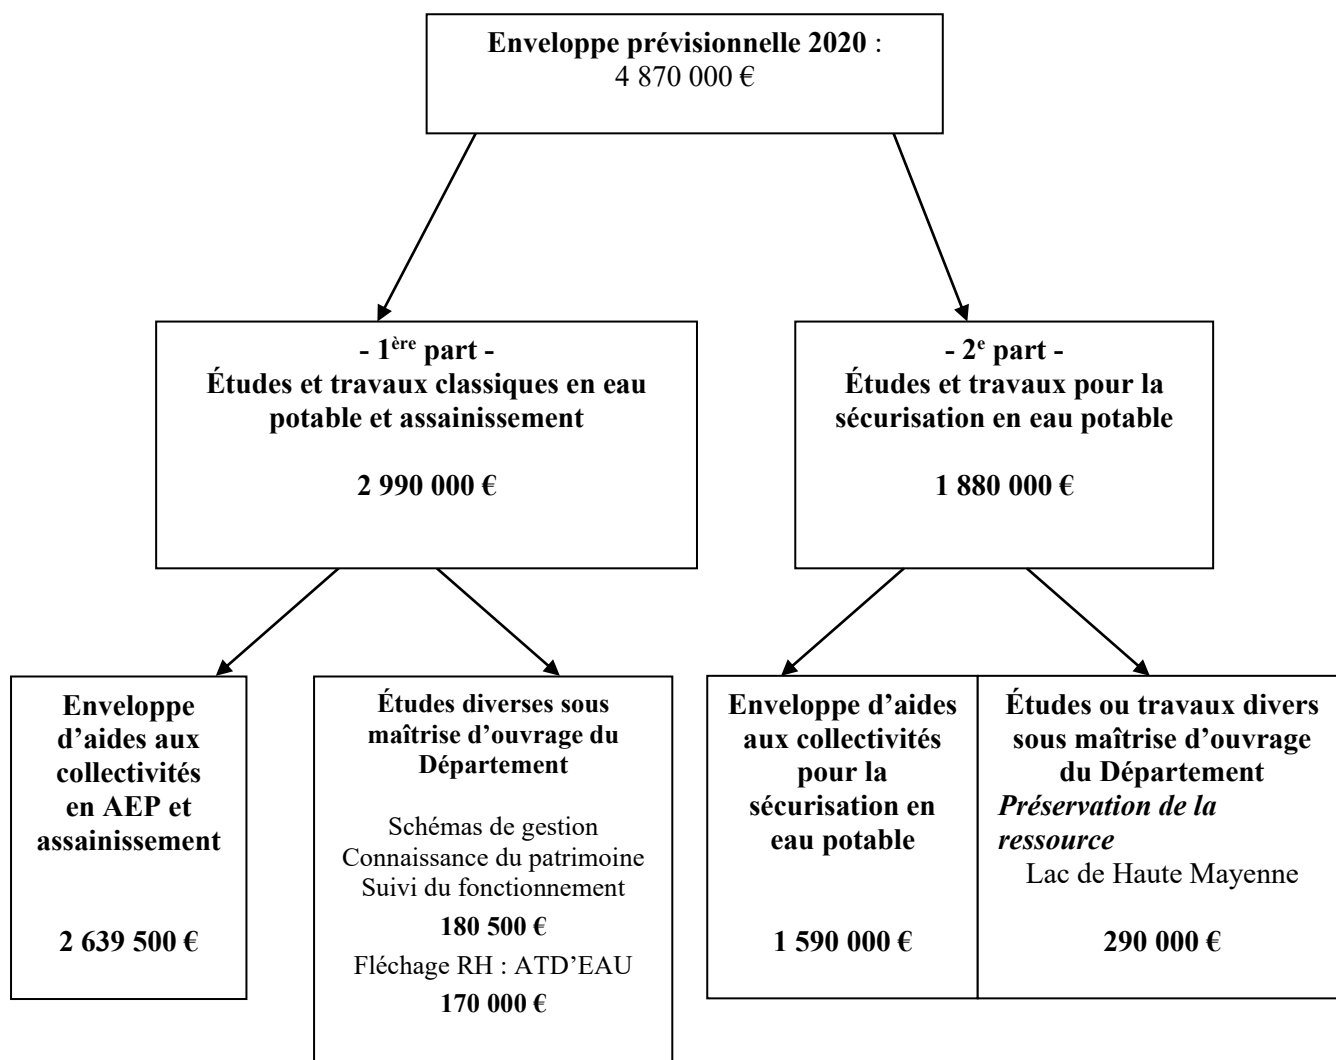 Enveloppe prévisionnelle 2020 :
4 870 000 €
- 1ère part -
Études et travaux classiques en eau
potable et assainissement
2 990 000 €
- 2e part -
Études et travaux pour la
sécurisation en eau potable
1 880 000 €
Enveloppe
d’aides aux
collectivités
en AEP et
assainissement
2 639 500 €
Études diverses sous
maîtrise d’ouvrage du
Département
Schémas de gestion
Connaissance du patrimoine
Suivi du fonctionnement
180 500 €
Fléchage RH : ATD’EAU
170 000 €
Enveloppe d’aides
aux collectivités
pour la
sécurisation en
eau potable
1 590 000 €
Études ou travaux divers
sous maîtrise d’ouvrage
du Département
Préservation de la
ressource
Lac de Haute Mayenne
290 000 €